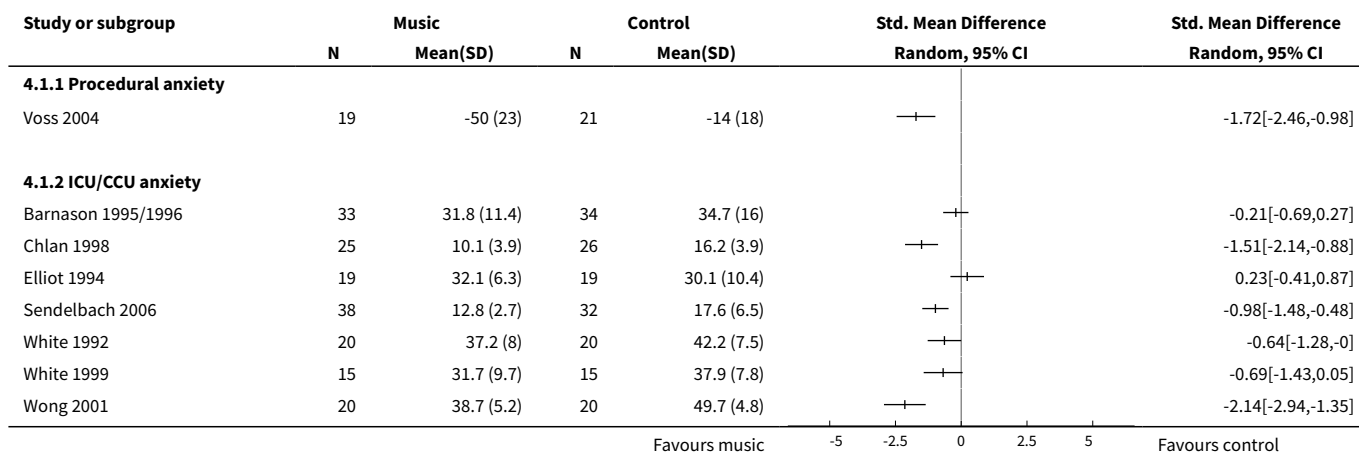 Study or subgroup Music Control Std. Mean Difference Std. Mean Difference
N Mean(SD) N Mean(SD) Random, 95% CI Random, 95% CI
4.1.1 Procedural anxiety
Voss 2004 19 -50 (23) 21 -14 (18) -1.72[-2.46,-0.98]
4.1.2 ICU/CCU anxiety
Barnason 1995/1996 33 31.8 (11.4) 34 34.7 (16) -0.21[-0.69,0.27]
Chlan 1998 25 10.1 (3.9) 26 16.2 (3.9) -1.51[-2.14,-0.88]
Elliot 1994 19 32.1 (6.3) 19 30.1 (10.4) 0.23[-0.41,0.87]
Sendelbach 2006 38 12.8 (2.7) 32 17.6 (6.5) -0.98[-1.48,-0.48]
White 1992 20 37.2 (8) 20 42.2 (7.5) -0.64[-1.28,-0]
White 1999 15 31.7 (9.7) 15 37.9 (7.8) -0.69[-1.43,0.05]
Wong 2001 20 38.7 (5.2) 20 49.7 (4.8) -2.14[-2.94,-1.35]
Favours music -5 -2.5 0 2.5 5 Favours control